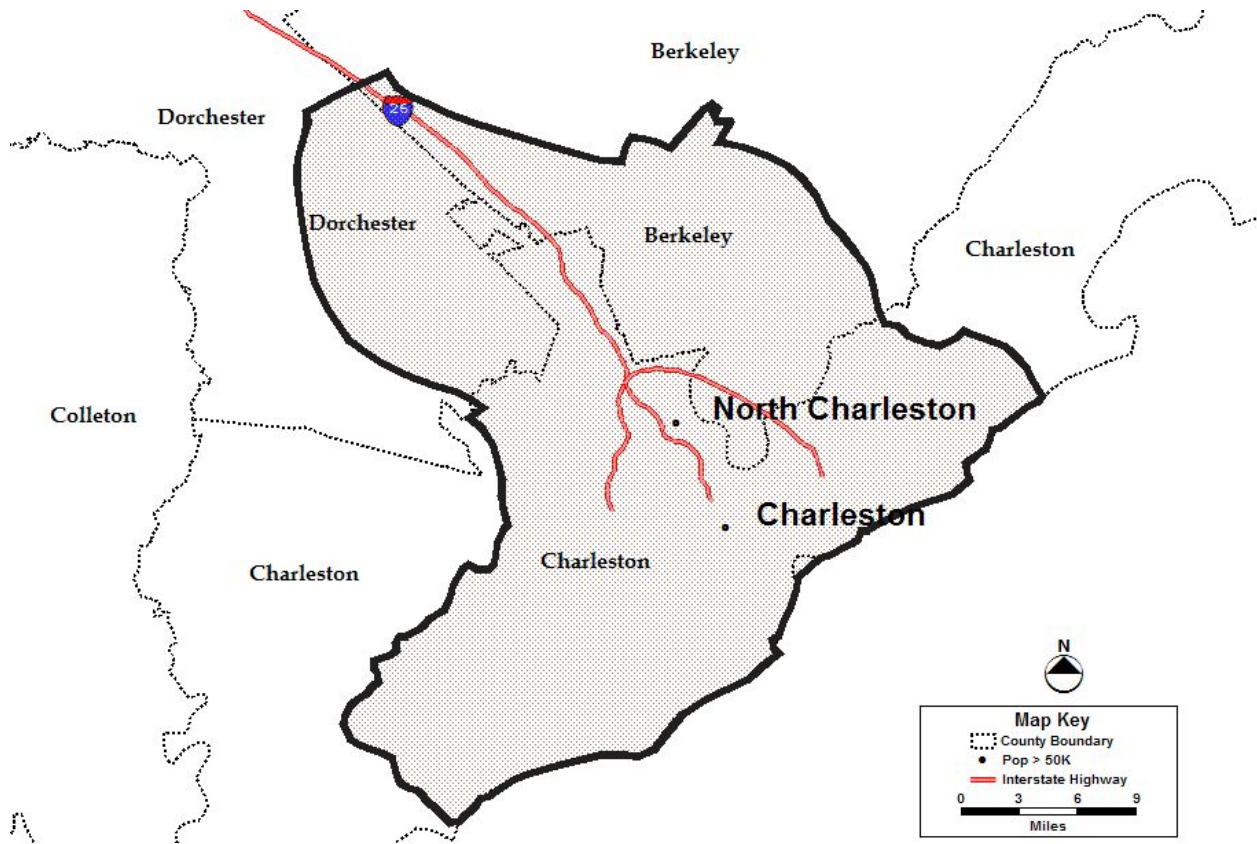 Berkeley
Dorchester
26
Dorchester
Berkeley
Charleston
Colleton
North Charleston
Charleston
Charleston
Charleston
N
Map Key
County Boundary
Pop > 50K
Interstate Highway
0 3 6 9
Miles